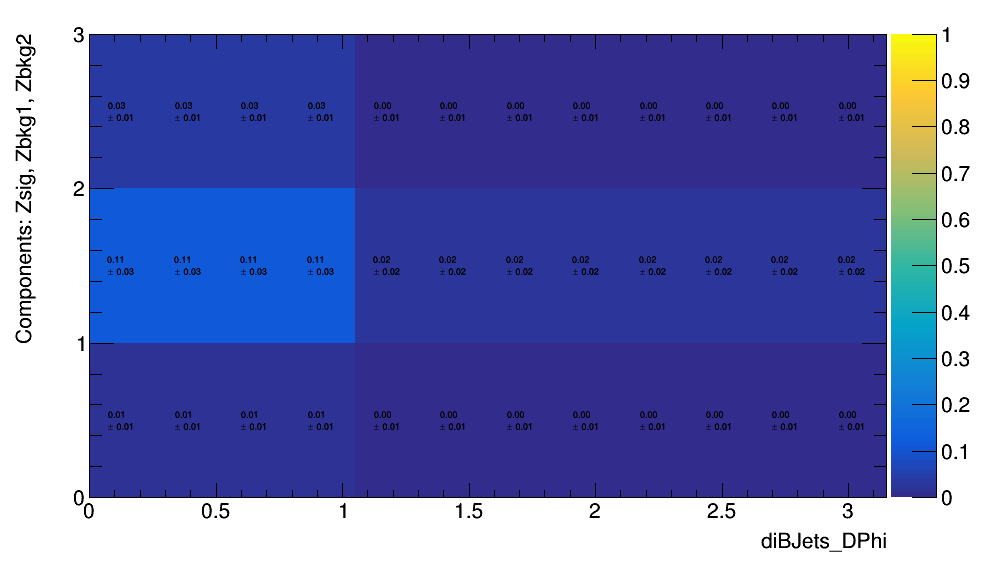 Components: Zsig, Zbkg1, Zbkg2
3
0.03 0.03 0.03 0.03 0.00 0.00 0.00 0.00 0.00 0.00 0.00 0.00
± 0.01 ± 0.01 ± 0.01 ± 0.01 ± 0.01 ± 0.01 ± 0.01 ± 0.01 ± 0.01 ± 0.01 ± 0.01 ± 0.01
2
0.11 0.11 0.11 0.11 0.02 0.02 0.02 0.02 0.02 0.02 0.02 0.02
± 0.03 ± 0.03 ± 0.03 ± 0.03 ± 0.02 ± 0.02 ± 0.02 ± 0.02 ± 0.02 ± 0.02 ± 0.02 ± 0.02
1
0.01 0.01 0.01 0.01 0.00 0.00 0.00 0.00 0.00 0.00 0.00 0.00
± 0.01 ± 0.01 ± 0.01 ± 0.01 ± 0.01 ± 0.01 ± 0.01 ± 0.01 ± 0.01 ± 0.01 ± 0.01 ± 0.01
0
0 0.5 1 1.5 2 2.5 3
diBJets_DPhi
1
0.9
0.8
0.7
0.6
0.5
0.4
0.3
0.2
0.1
0